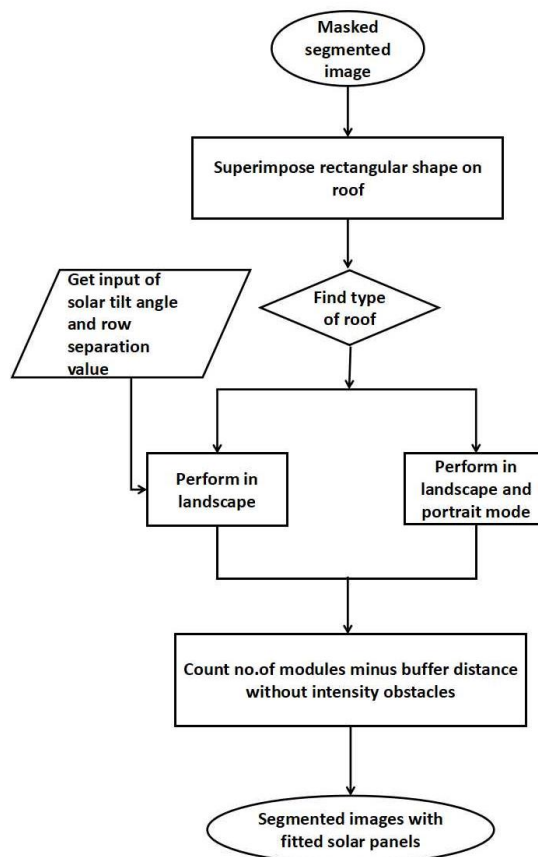 Masked
segmented
image
Superimpose rectangular shape on
roof
Get input of
solar tilt angle
and row
separation
value
Find type
of roof
Perform in
landscape
Perform in
landscape and
portrait mode
Count no.of modules minus buffer distance
without intensity obstacles
Segmented images with
fitted solar panels